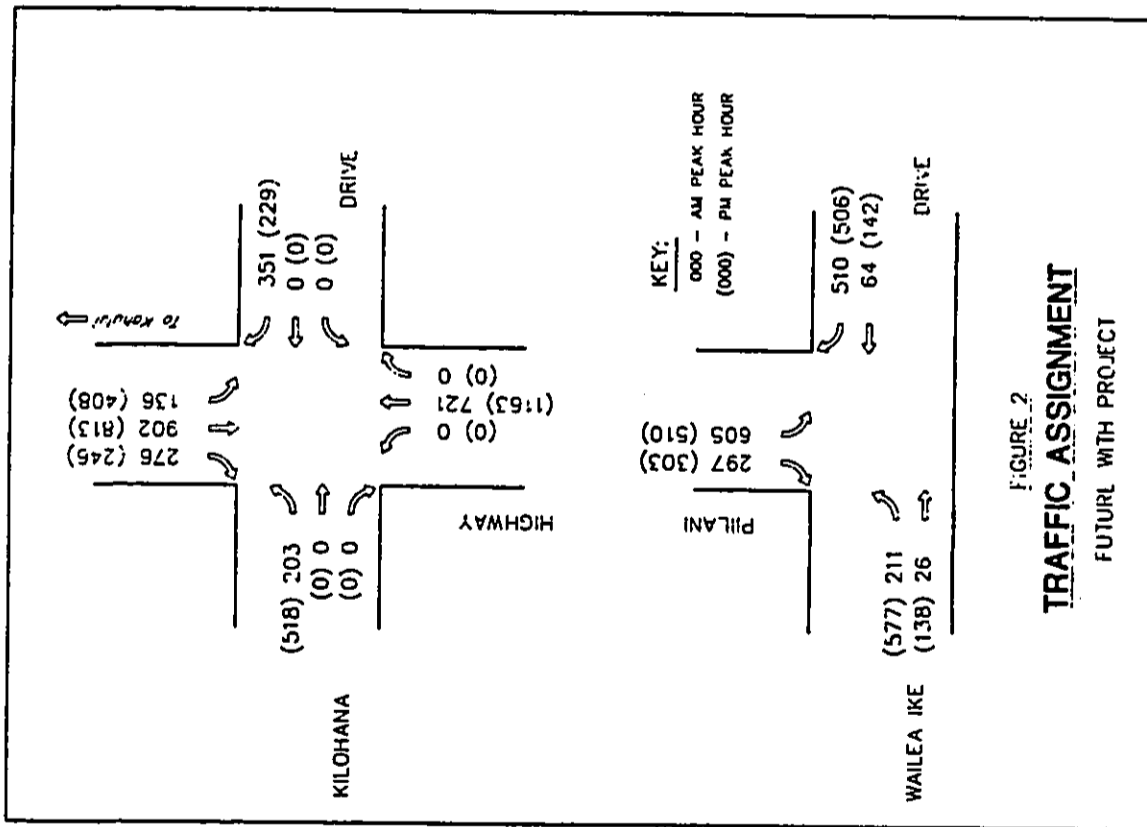 To Kahului
136 (408)
902 (813)
276
351 (229)
0 (0)
0 (0)
DRIVE
(518) 203
(0) 0
(0) 0
KILOHANA
HIGHWAY
(0) 0
721
0 (0)
KEY:
000 - AM PEAK HOUR
(000) - PM PEAK HOUR
PIILANI
605 (510)
297 (303)
510 (506)
64 (142)
DRIVE
(577) 211
(138) 26
WAILEA IKE
FIGURE 2
TRAFFIC ASSIGNMENT
FUTURE WITH PROJECT